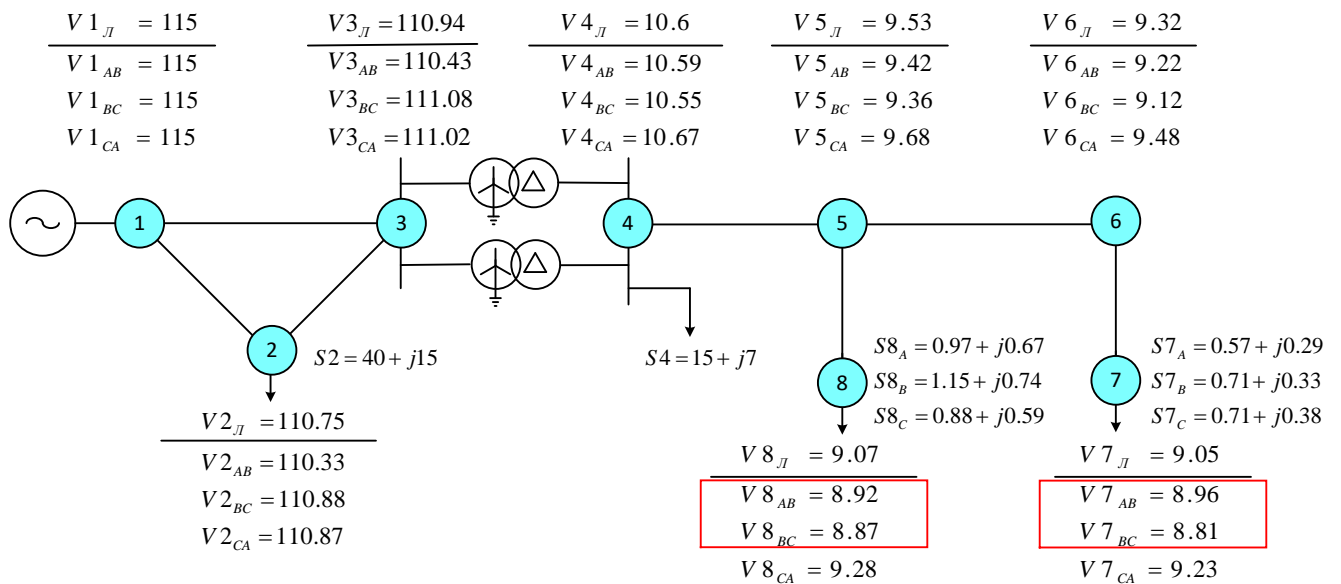 V1_Л = 115
V1_AB = 115
V1_BC = 115
V1_CA = 115
V3_Л = 110.94
V3_AB = 110.43
V3_BC = 111.08
V3_CA = 111.02
V4_Л = 10.6
V4_AB = 10.59
V4_BC = 10.55
V4_CA = 10.67
V5_Л = 9.53
V5_AB = 9.42
V5_BC = 9.36
V5_CA = 9.68
V6_Л = 9.32
V6_AB = 9.22
V6_BC = 9.12
V6_CA = 9.48
1
3
4
5
6
2
S2 = 40 + j15
S4 = 15 + j7
8
S8_A = 0.97 + j0.67
S8_B = 1.15 + j0.74
S8_C = 0.88 + j0.59
7
S7_A = 0.57 + j0.29
S7_B = 0.71 + j0.33
S7_C = 0.71 + j0.38
V2_Л = 110.75
V2_AB = 110.33
V2_BC = 110.88
V2_CA = 110.87
V8_Л = 9.07
V8_AB = 8.92
V8_BC = 8.87
V8_CA = 9.28
V7_Л = 9.05
V7_AB = 8.96
V7_BC = 8.81
V7_CA = 9.23